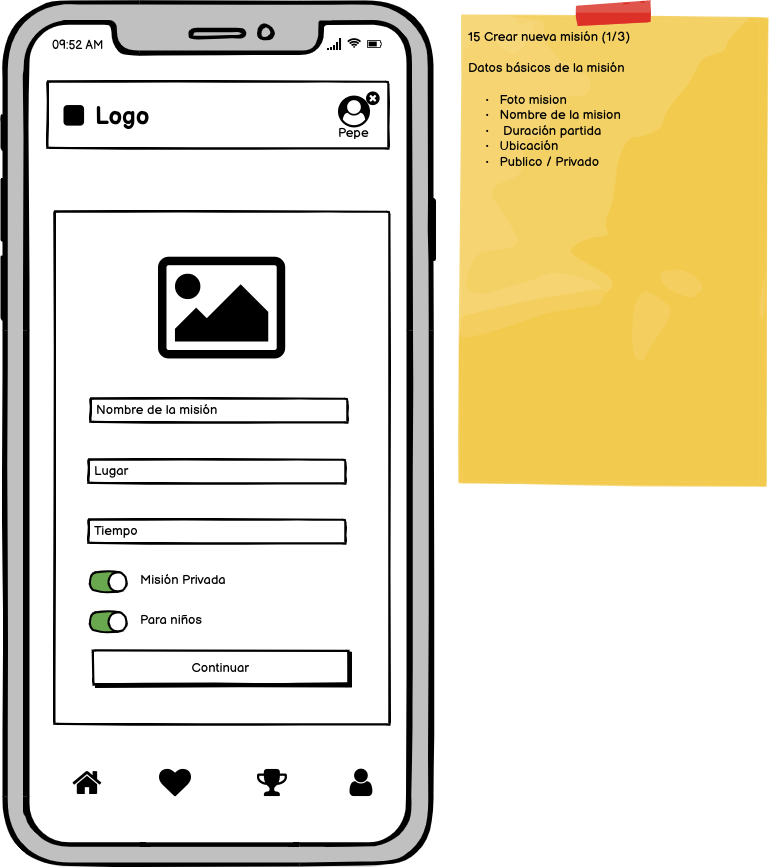 09:52 AM
Logo
Pepe
Nombre de la misión
Lugar
Tiempo
Misión Privada
Para niños
Continuar
15 Crear nueva misión (1/3)
Datos básicos de la misión
· Foto mision
· Nombre de la mision
· Duración partida
· Ubicación
· Publico / Privado